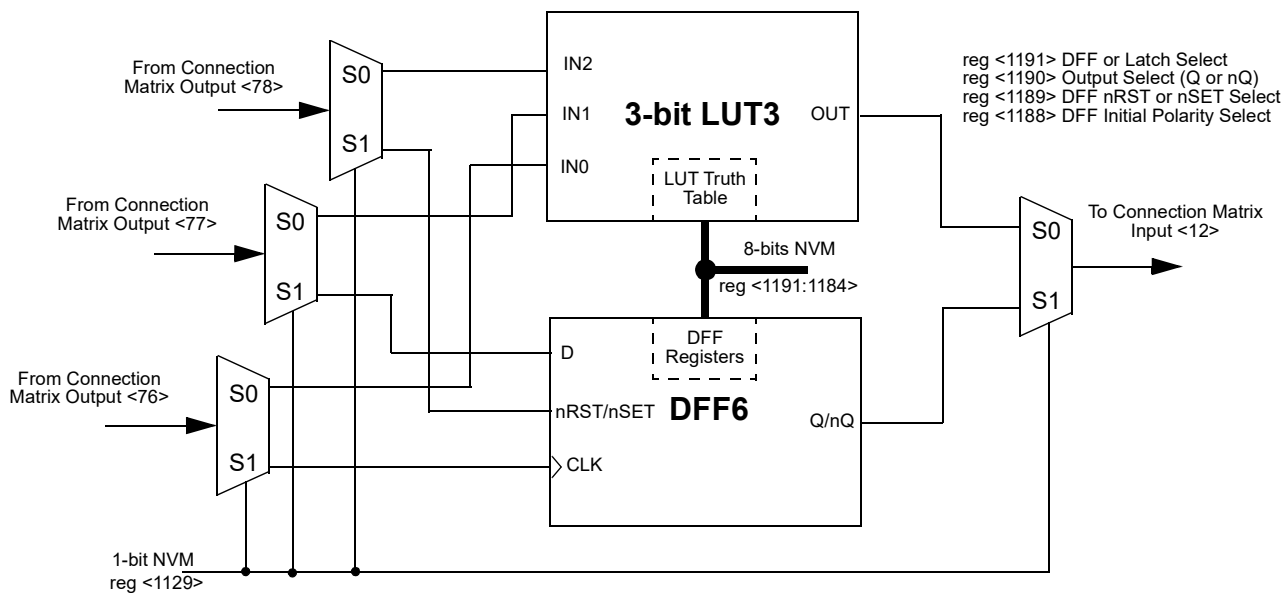 From Connection
Matrix Output <78>
S0
S1
IN2
IN1
IN0
3-bit LUT3
OUT
LUT Truth
Table
reg <1191> DFF or Latch Select
reg <1190> Output Select (Q or nQ)
reg <1189> DFF nRST or nSET Select
reg <1188> DFF Initial Polarity Select
From Connection
Matrix Output <77>
S0
S1
8-bits NVM
reg <1191:1184>
To Connection Matrix
Input <12>
S0
S1
From Connection
Matrix Output <76>
S0
S1
D
nRST/nSET
CLK
DFF
Registers
DFF6
Q/nQ
1-bit NVM
reg <1129>